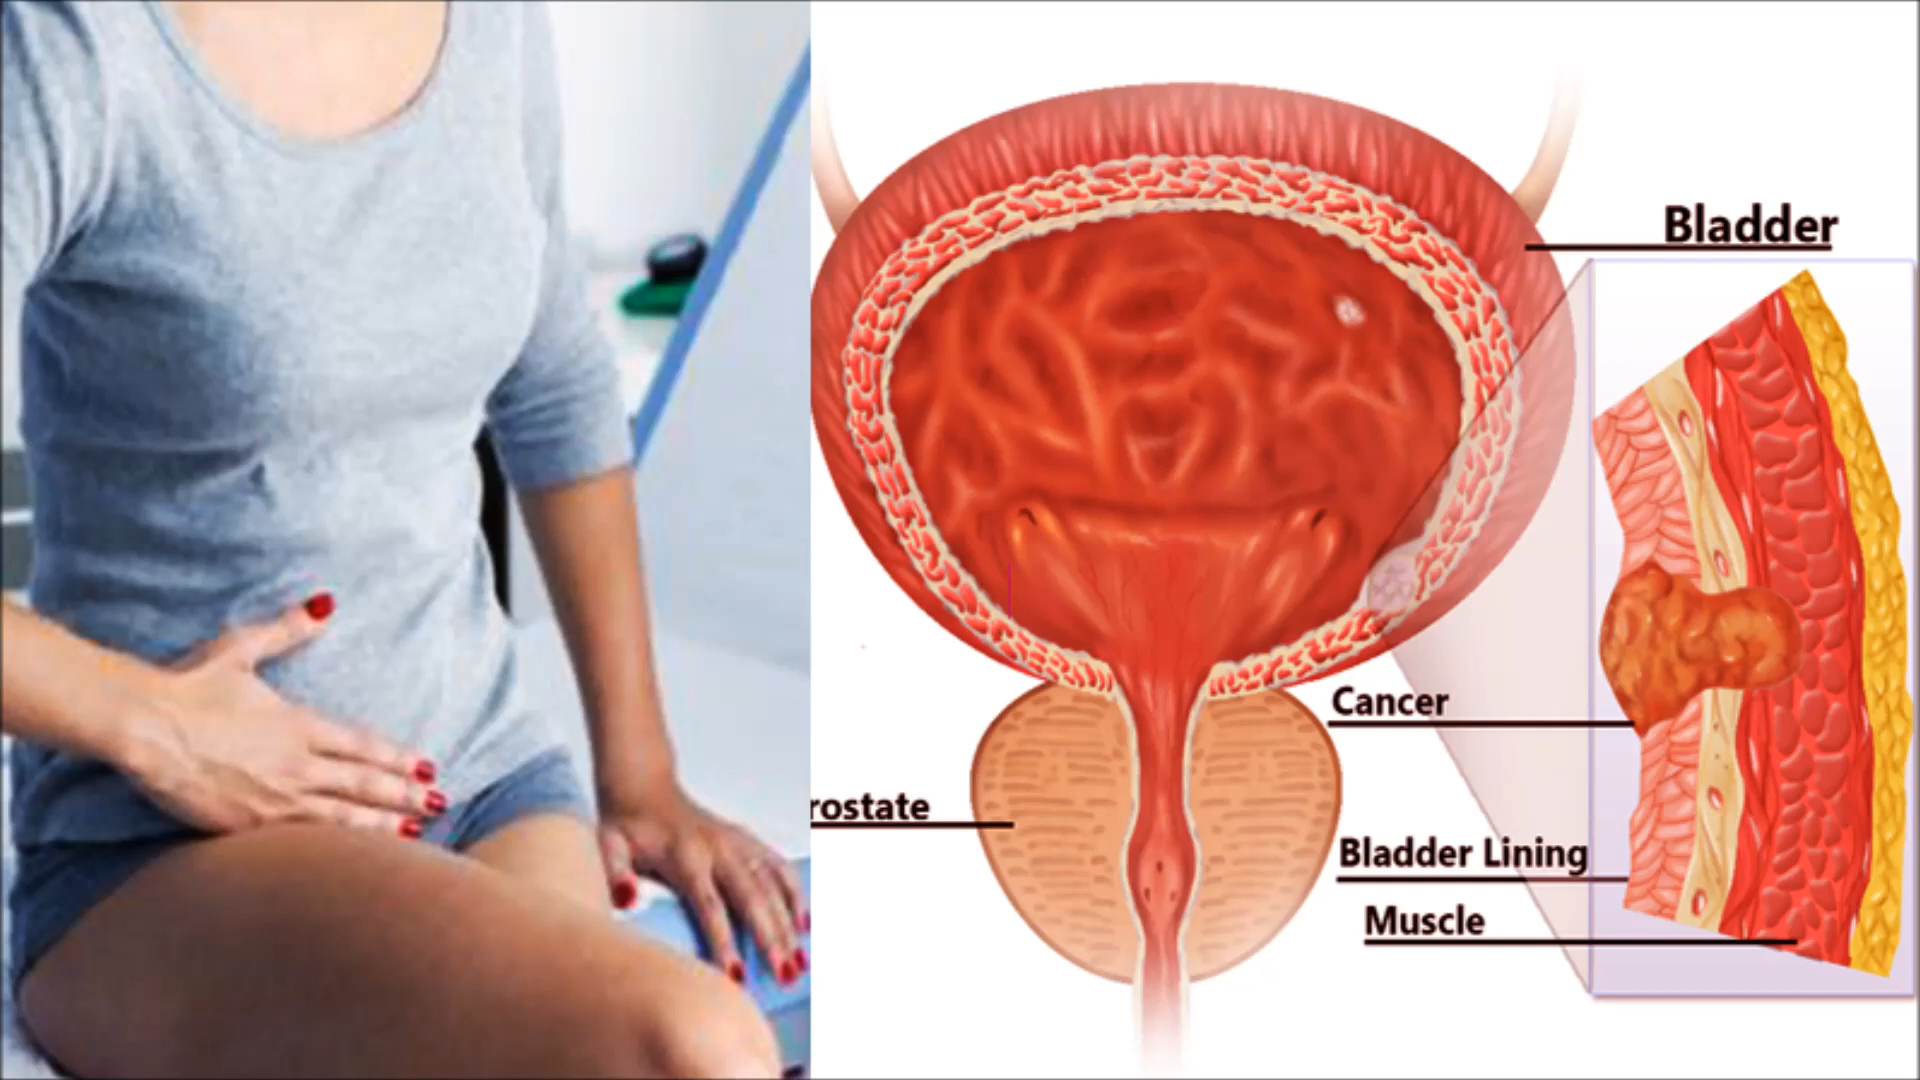 Bladder
Cancer
rostate
Bladder Lining
Muscle